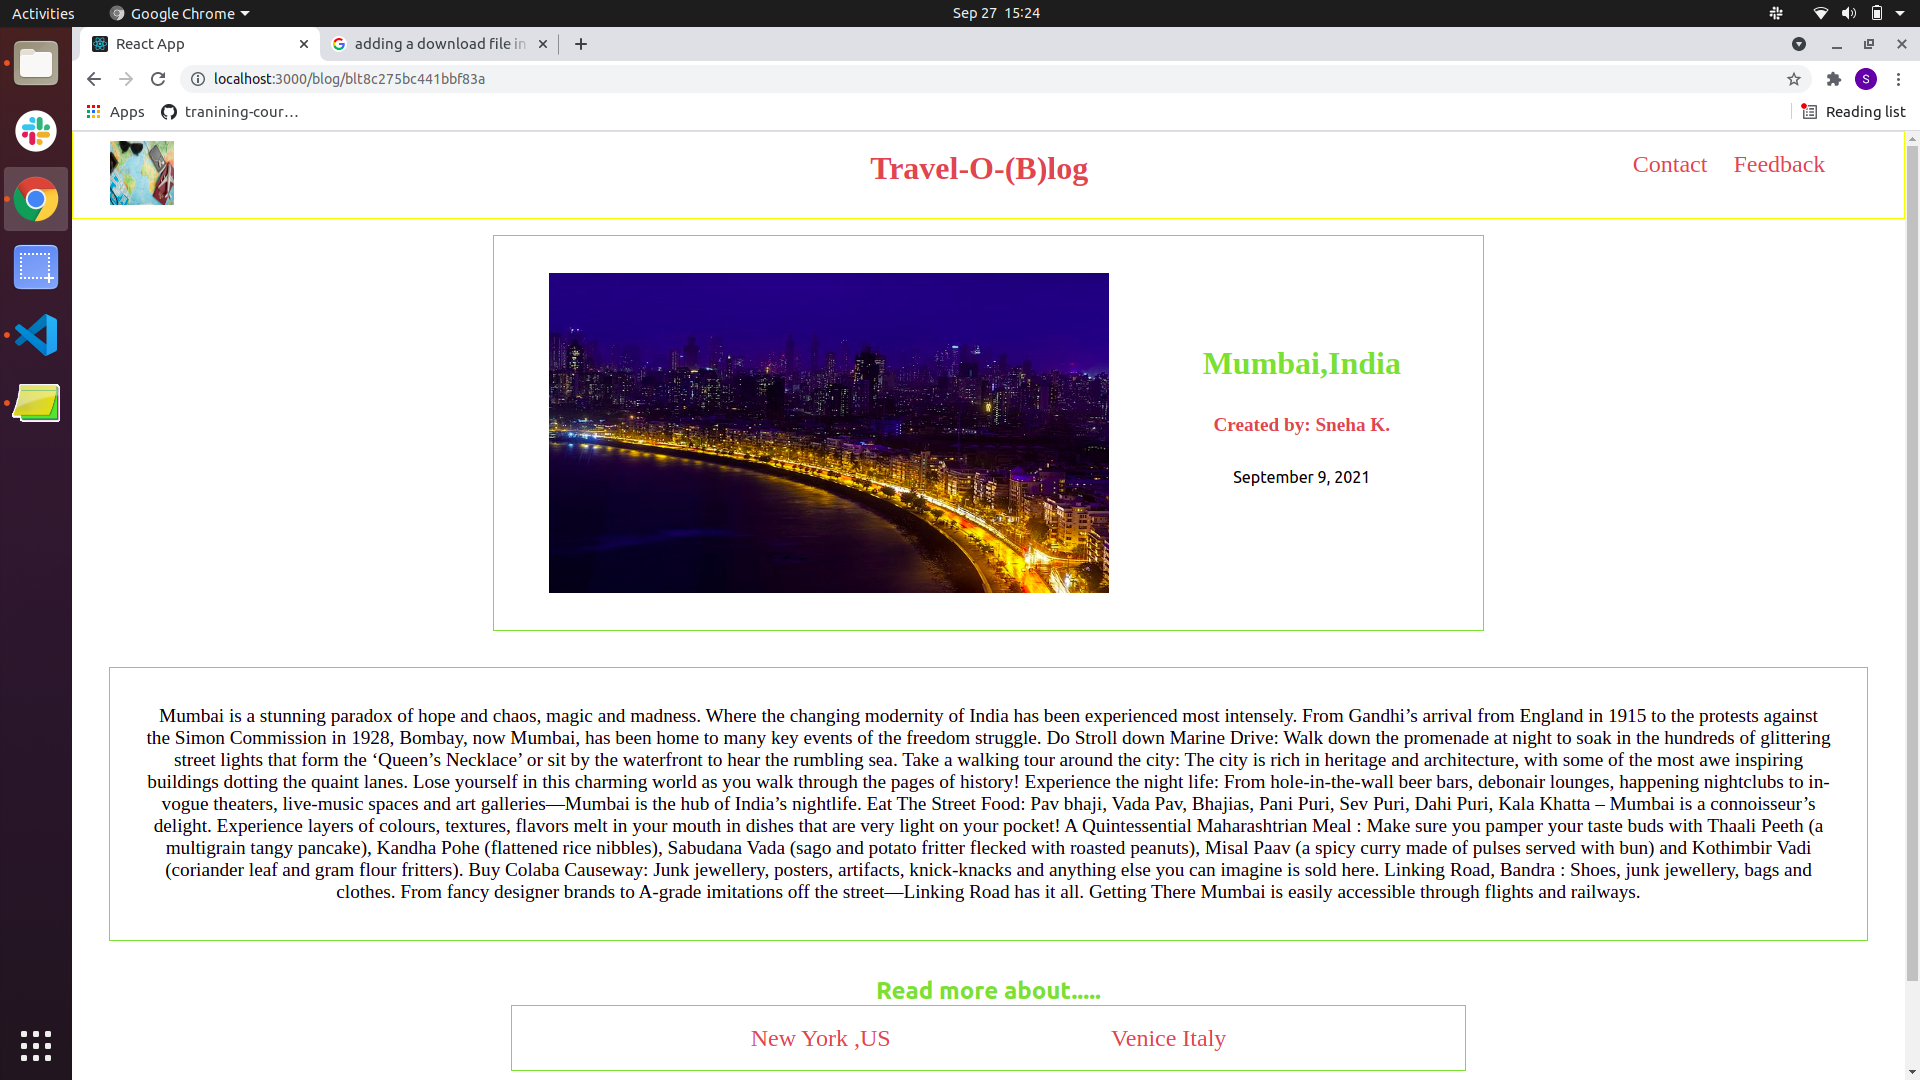 Activities
Google Chrome
Sep 27 15:24
React App
adding a download file in
localhost:3000/blog/blt8c275bc441bbf83a
S
Apps
tranining-cour…
Reading list
Travel-O-(B)log
Contact
Feedback
Mumbai,India
Created by: Sneha K.
September 9, 2021
Mumbai is a stunning paradox of hope and chaos, magic and madness. Where the changing modernity of India has been experienced most intensely. From Gandhi’s arrival from England in 1915 to the protests against
the Simon Commission in 1928, Bombay, now Mumbai, has been home to many key events of the freedom struggle. Do Stroll down Marine Drive: Walk down the promenade at night to soak in the hundreds of glittering
street lights that form the ‘Queen’s Necklace’ or sit by the waterfront to hear the rumbling sea. Take a walking tour around the city: The city is rich in heritage and architecture, with some of the most awe inspiring
buildings dotting the quaint lanes. Lose yourself in this charming world as you walk through the pages of history! Experience the night life: From hole-in-the-wall beer bars, debonair lounges, happening nightclubs to in-
vogue theaters, live-music spaces and art galleries—Mumbai is the hub of India’s nightlife. Eat The Street Food: Pav bhaji, Vada Pav, Bhajias, Pani Puri, Sev Puri, Dahi Puri, Kala Khatta – Mumbai is a connoisseur’s
delight. Experience layers of colours, textures, flavors melt in your mouth in dishes that are very light on your pocket! A Quintessential Maharashtrian Meal : Make sure you pamper your taste buds with Thaali Peeth (a
multigrain tangy pancake), Kandha Pohe (flattened rice nibbles), Sabudana Vada (sago and potato fritter flecked with roasted peanuts), Misal Paav (a spicy curry made of pulses served with bun) and Kothimbir Vadi
(coriander leaf and gram flour fritters). Buy Colaba Causeway: Junk jewellery, posters, artifacts, knick-knacks and anything else you can imagine is sold here. Linking Road, Bandra : Shoes, junk jewellery, bags and
clothes. From fancy designer brands to A-grade imitations off the street—Linking Road has it all. Getting There Mumbai is easily accessible through flights and railways.
Read more about.....
New York ,US
Venice Italy